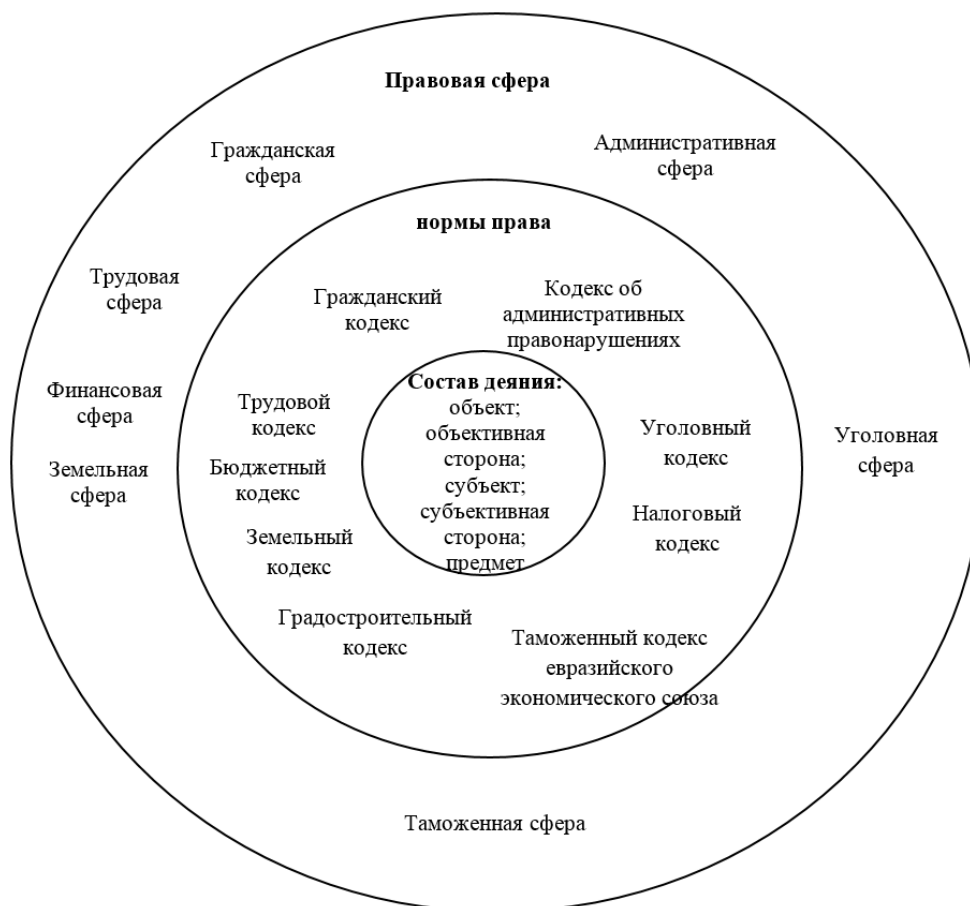 Правовая сфера
Гражданская
сфера
Административная
сфера
нормы права
Трудовая
сфера
Гражданский
кодекс
Кодекс об
административных
правонарушениях
Финансовая
сфера
Трудовой
кодекс
Состав деяния:
объект;
объективная
сторона;
субъект;
субъективная
сторона;
предмет
Уголовный
кодекс
Уголовная
сфера
Земельная
сфера
Бюджетный
кодекс
Налоговый
кодекс
Земельный
кодекс
Градостроительный
кодекс
Таможенный кодекс
евразийского
экономического союза
Таможенная сфера